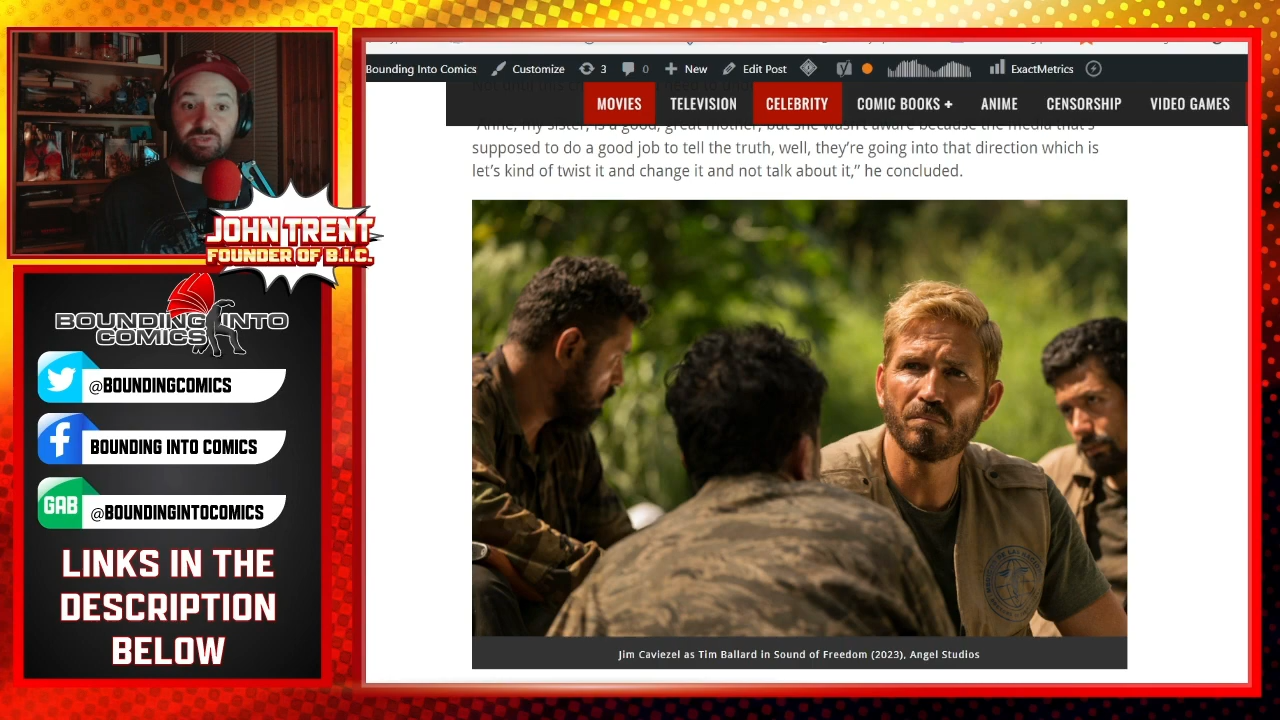 JOHN TRENT
FOUNDER OF B.I.C.
BOUNDING INTO
COMICS
@BOUNDINGCOMICS
BOUNDING INTO COMICS
GAB
@BOUNDINGINTOCOMICS
LINKS IN THE
DESCRIPTION
BELOW
Bounding Into Comics Customize 3 0 New Edit Post ExactMetrics
MOVIES TELEVISION CELEBRITY COMIC BOOKS + ANIME CENSORSHIP VIDEO GAMES
"Anne, my sister, is a good, great mother, but she wasn't aware because the media that's
supposed to do a good job to tell the truth, well, they're going into that direction which is
let's kind of twist it and change it and not talk about it," he concluded.
Jim Caviezel as Tim Ballard in Sound of Freedom (2023), Angel Studios